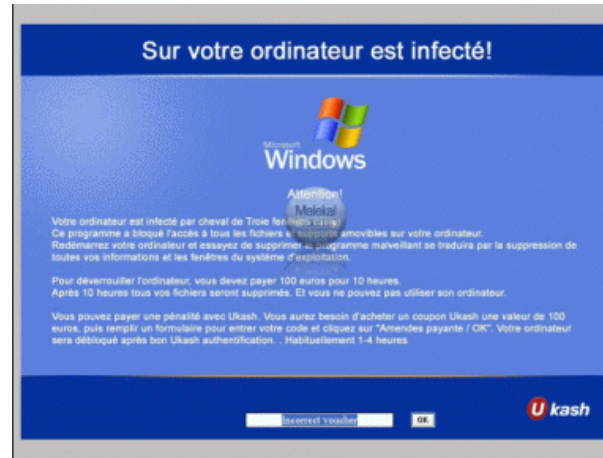 Sur votre ordinateur est infecté!
Microsoft
Windows
Attention!
Malekal
Votre ordinateur est infecté par cheval de Troie
Ce programme a bloqué l'accès à tous les fichiers et supports amovibles sur votre ordinateur.
Redémarrez votre ordinateur et essayez de supprimer le programme malveillant se traduira par la suppression de
toutes vos informations et les fenêtres du système d'exploitation.
Pour déverrouiller l'ordinateur, vous devez payer 100 euros pour 10 heures.
Après 10 heures tous vos fichiers seront supprimés. Et vous ne pouvez pas utiliser son ordinateur.
Vous pouvez payer une pénalité avec Ukash. Vous aurez besoin d'acheter un coupon Ukash une valeur de 100
euros, puis remplir un formulaire pour entrer votre code et cliquez sur "Amendes payante / OK". Votre ordinateur
sera débloqué après bon Ukash authentification. . Habituellement 1-4 heures
Incorrect voucher
OK
Ukash